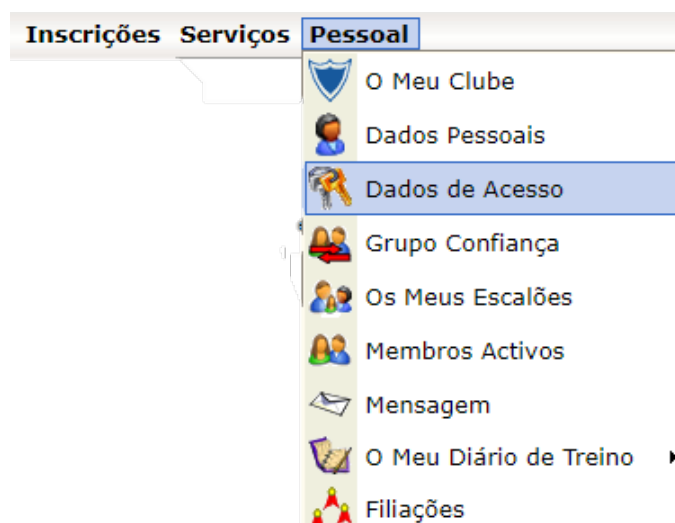 Inscrições Serviços Pessoal
O Meu Clube
Dados Pessoais
Dados de Acesso
Grupo Confiança
Os Meus Escalões
Membros Activos
Mensagem
O Meu Diário de Treino
Filiações